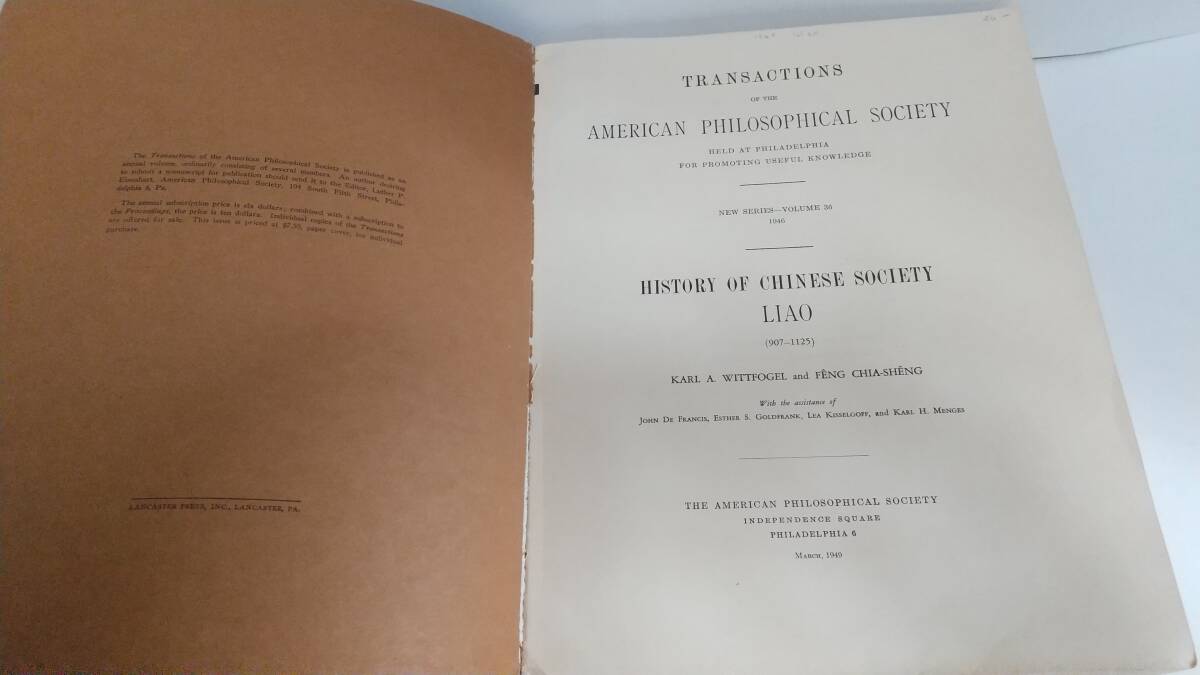 The Transactions of the American Philosophical Society is published as an
annual volume, ordinarily consisting of several members. An author desiring
to submit a manuscript for publication should send it to the Editor, Luther P.
Eisenhart, American Philosophical Society, 104 South Fifth Street, Phila-
delphia 6, Pa.
The annual subscription price is six dollars; combined with a subscription to
the Proceedings, the price is ten dollars. Individual copies of the Transactions
are offered for sale. This issue is priced at $7.50, paper cover, for individual
purchase.
LANCASTER PRESS, INC., LANCASTER, PA.
TRANSACTIONS
OF THE
AMERICAN PHILOSOPHICAL SOCIETY
HELD AT PHILADELPHIA
FOR PROMOTING USEFUL KNOWLEDGE
NEW SERIES—VOLUME 36
1946
HISTORY OF CHINESE SOCIETY
LIAO
(907–1125)
KARL A. WITTFOGEL and FÊNG CHIA-SHÊNG
With the assistance of
JOHN DE FRANCIS, ESTHER S. GOLDFRANK, LEA KISSELGOFF, and KARL H. MENGES
THE AMERICAN PHILOSOPHICAL SOCIETY
INDEPENDENCE SQUARE
PHILADELPHIA 6
MARCH, 1949